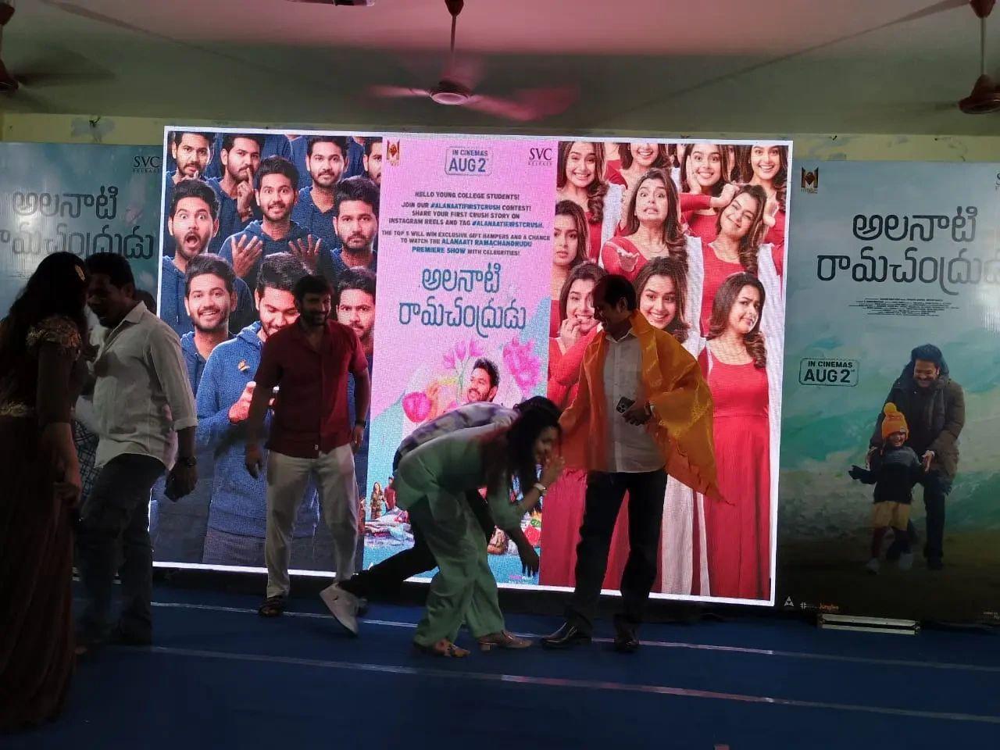 SVC
RELEASE
అలనాటి
రామచంద్రుడు
IN CINEMAS
AUG 2
SVC
RELEASE
HELLO YOUNG COLLEGE STUDENTS!
JOIN OUR #ALANAATIFIRSTCRUSH CONTEST!
SHARE YOUR FIRST CRUSH STORY ON
INSTAGRAM REELS AND TAG #ALANAATIFIRSTCRUSH.
THE TOP 5 WILL WIN EXCLUSIVE GIFT HAMPERS AND A CHANCE
TO WATCH THE ALANAATI RAMACHANDRUDU
PREMIERE SHOW WITH CELEBRITIES!
అలనాటి
రామచంద్రుడు
అలనాటి
రామచంద్రుడు
IN CINEMAS
AUG 2
Junglee